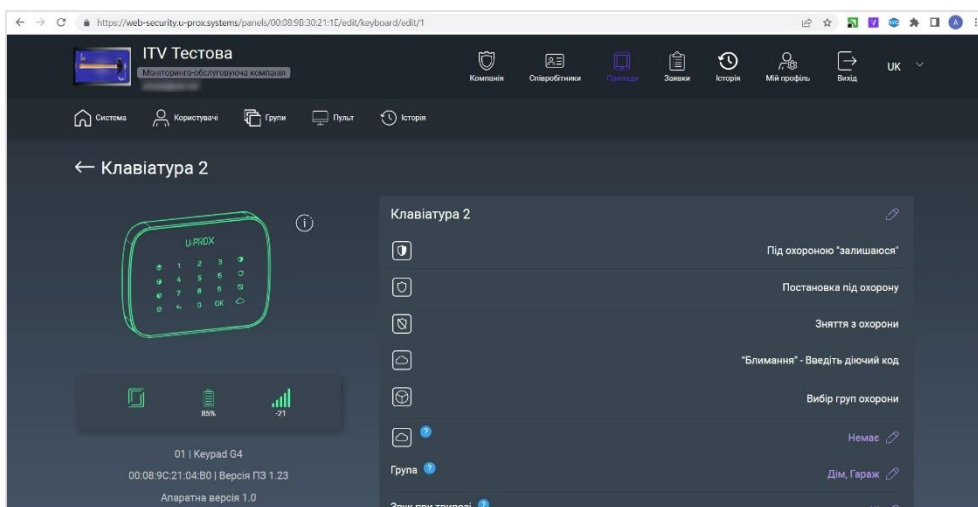 https://web-security.u-prox.systems/panels/00:08:9B:30:21:1E/edit/keyboard/edit/1
ITV Тестова
Моніторинго-обслуговуюча компанія
Компанія Співробітники Прилади Заявки Історія Мій профіль Вихід UK
Система Користувачі Групи Пульт Історія
← Клавіатура 2
U-PROX
1 2 3
4 5 6
7 8 9
0 OK
85% -21
01 | Keypad G4
00:08:9C:21:04:B0 | Версія ПЗ 1.23
Апаратна версія 1.0
Клавіатура 2
Під охороною "залишаюся"
Постановка під охорону
Зняття з охорони
"Блимання" - Введіть діючий код
Вибір груп охорони
Немає
Група Дім, Гараж
Звук при тривозі